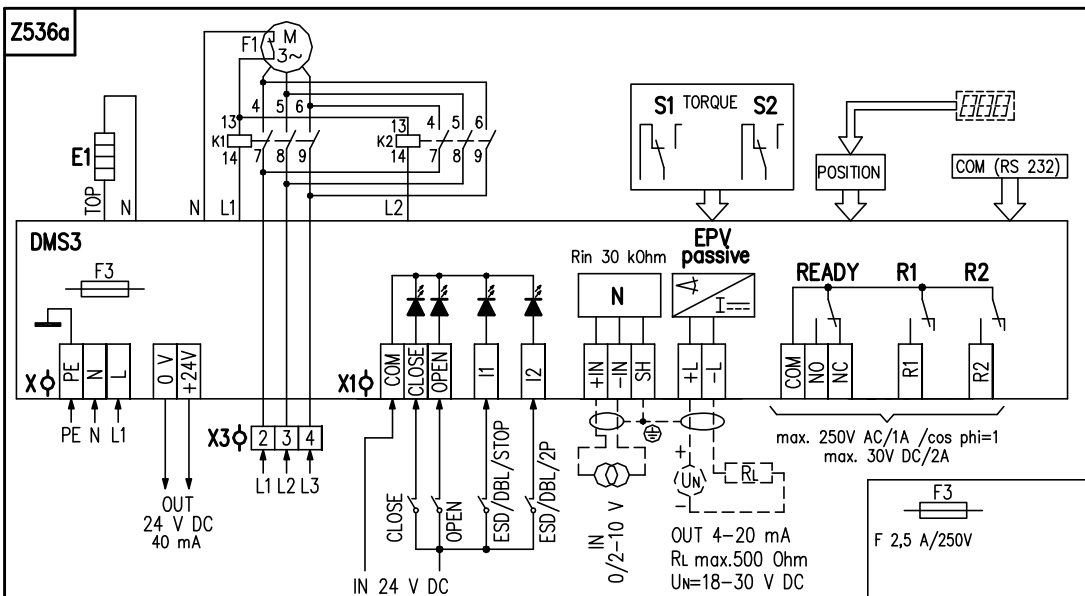 Z536a
F1
M
3~
4 5 6
13
K1
14
7 8 9
13
K2
14
4 5 6
7 8 9
S1 TORQUE S2
POSITION
COM (RS 232)
E1
TOP
N
N L1
L2
DMS3
F3
Rin 30 kOhm
N
EPV
passive
I
READY R1 R2
X
PE N L
0 V +24V
X1
COM CLOSE OPEN I1 I2
+IN -IN SH
+L -L
COM NO NC R1 R2
PE N L1
X3
2 3 4
L1 L2 L3
OUT
24 V DC
40 mA
CLOSE
OPEN
ESD/DBL/STOP
ESD/DBL/2P
IN 24 V DC
IN
0/2-10 V
+
UN
-
RL
OUT 4-20 mA
RL max.500 Ohm
UN=18-30 V DC
max. 250V AC/1A /cos phi=1
max. 30V DC/2A
F3
F 2,5 A/250V